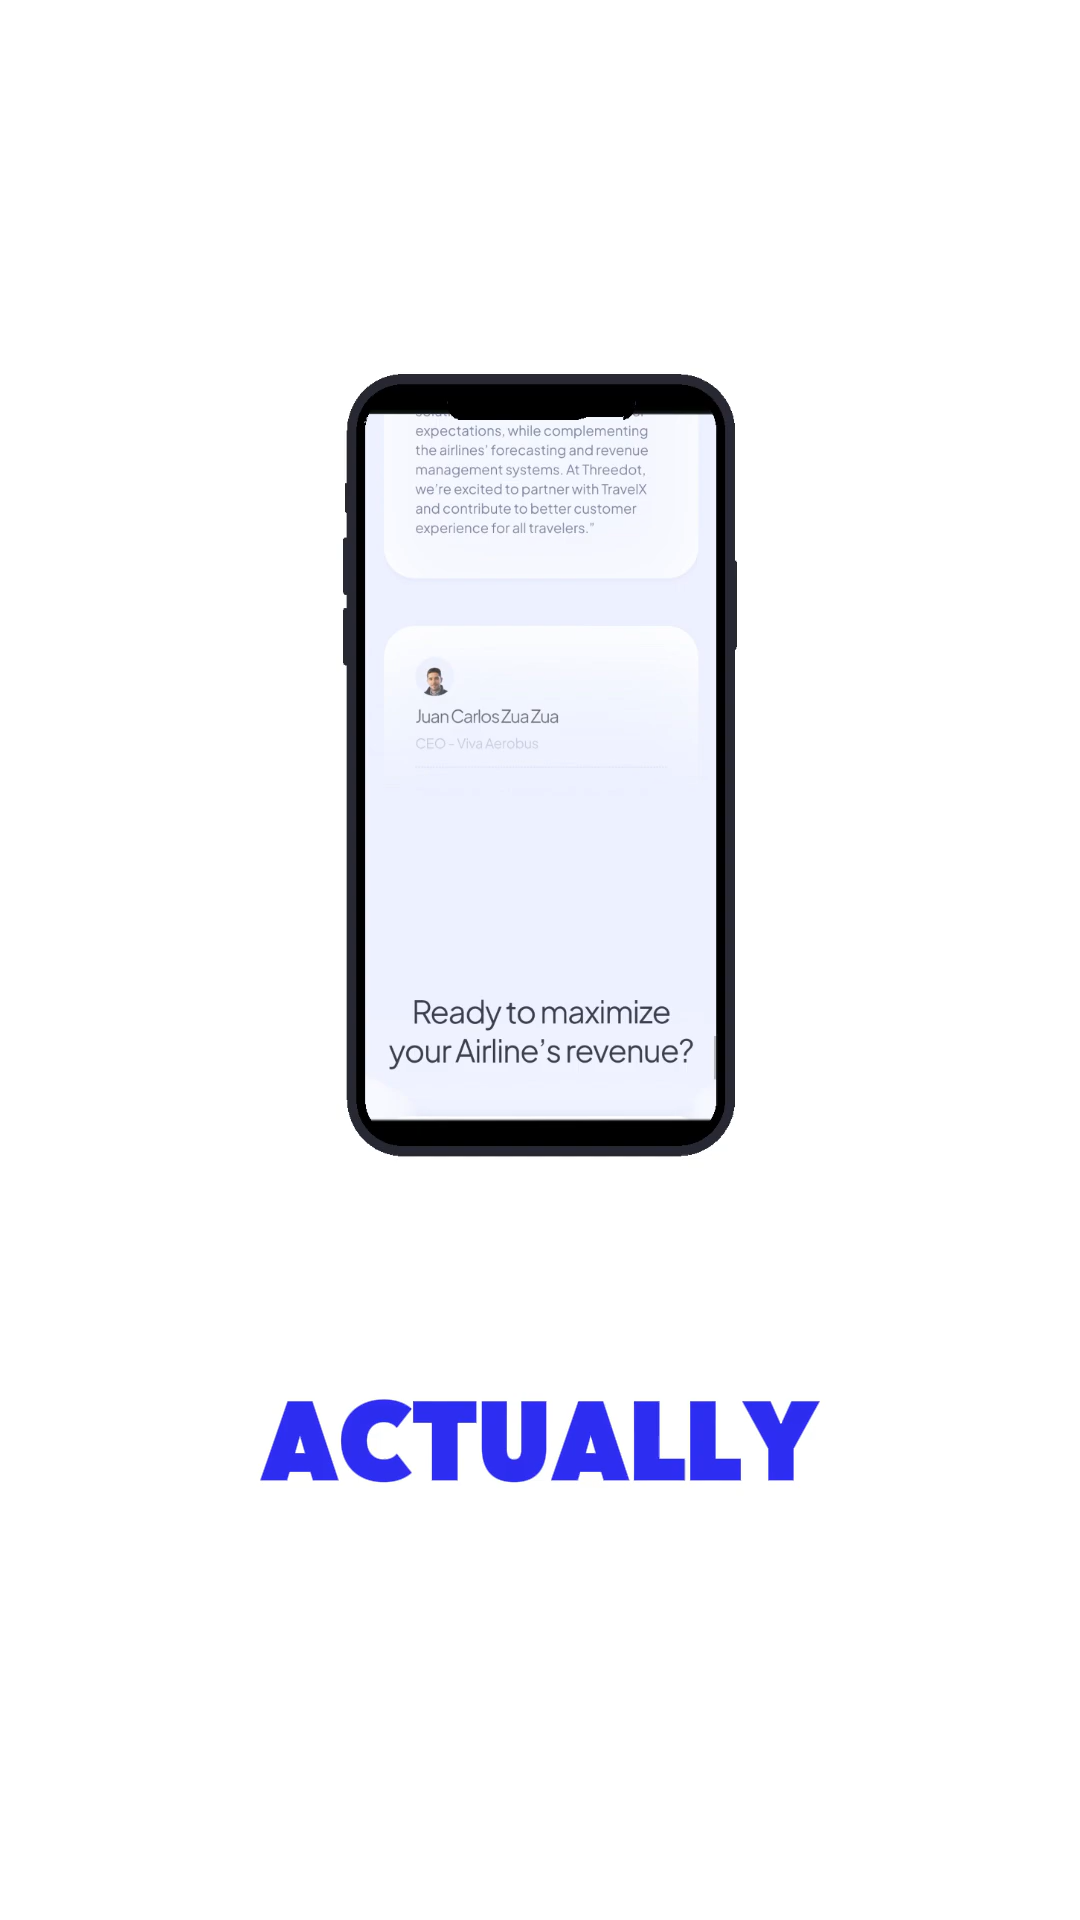 expectations, while complementing
the airlines' forecasting and revenue
management systems. At Threedot,
we're excited to partner with TravelX
and contribute to better customer
experience for all travelers."
Juan Carlos Zua Zua
CEO - Viva Aerobus
Ready to maximize
your Airline's revenue?
ACTUALLY